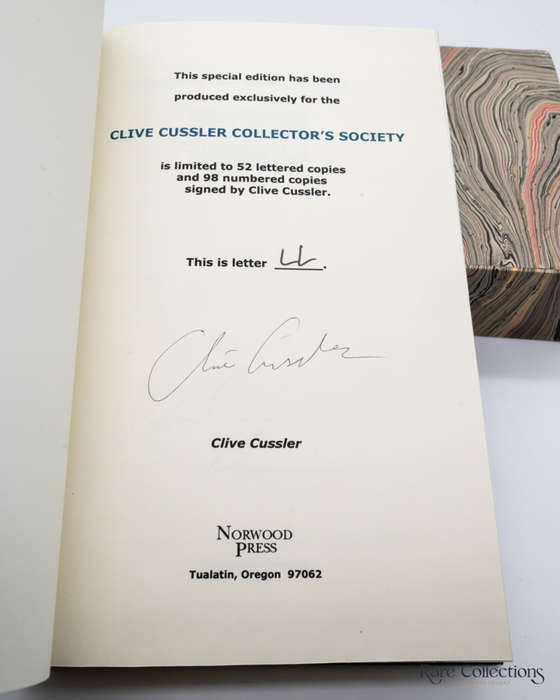 This special edition has been
produced exclusively for the
CLIVE CUSSLER COLLECTOR'S SOCIETY
is limited to 52 lettered copies
and 98 numbered copies
signed by Clive Cussler.
This is letter LL.
Clive Cussler
Clive Cussler
NORWOOD
PRESS
Tualatin, Oregon 97062
Rare Collections